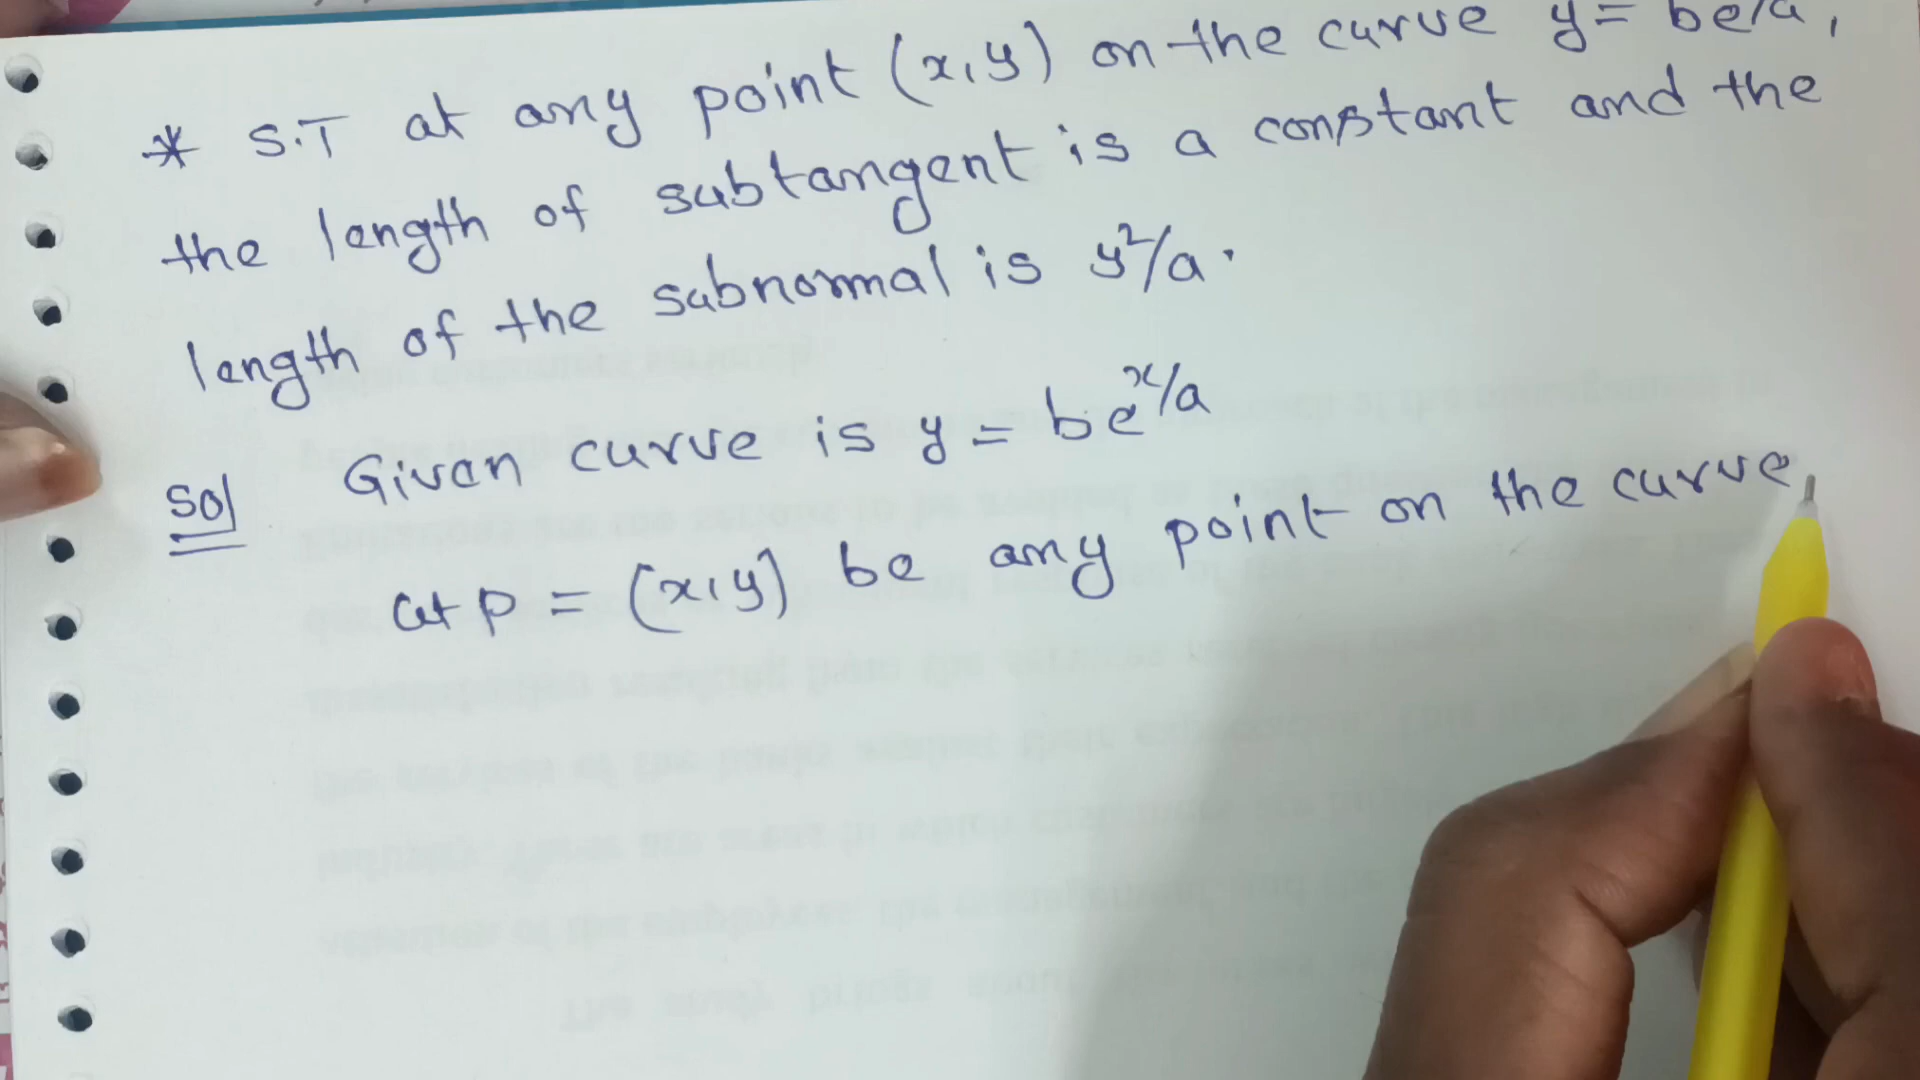 * S.T at any point (x,y) on the curve y = be^x/a,
the length of subtangent is a constant and the
length of the subnormal is y²/a.
Sol Given curve is y = be^x/a
Let P = (x,y) be any point on the curve